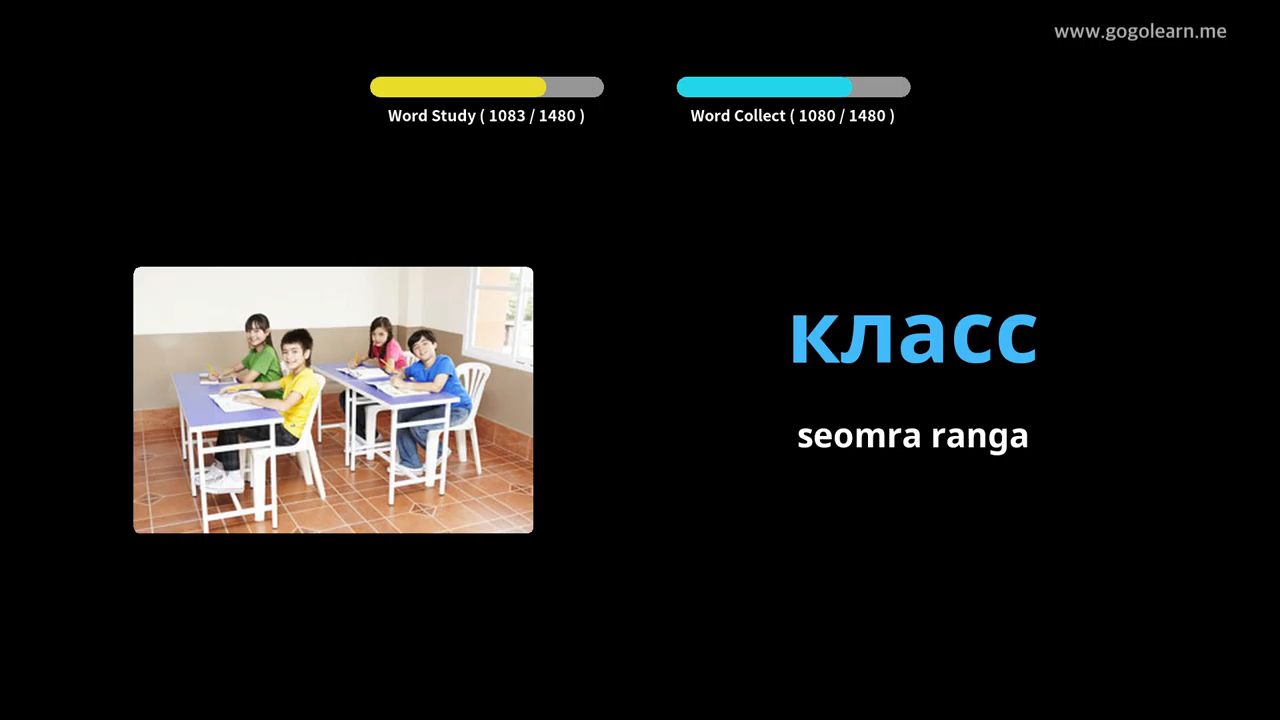 www.gogolearn.me
Word Study ( 1083 / 1480 )
Word Collect ( 1080 / 1480 )
класс
seomra ranga